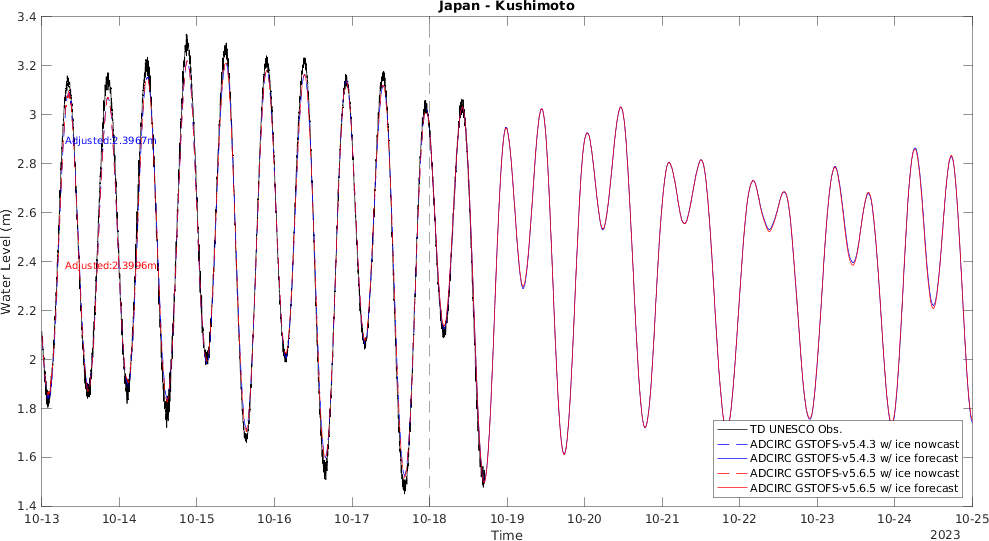 Japan - Kushimoto
3.4
3.2
3
2.8
2.6
2.4
2.2
2
1.8
1.6
1.4
Water Level (m)
Adjusted:2.3967m
Adjusted:2.3996m
TD UNESCO Obs.
ADCIRC GSTOFS-v5.4.3 w/ ice nowcast
ADCIRC GSTOFS-v5.4.3 w/ ice forecast
ADCIRC GSTOFS-v5.6.5 w/ ice nowcast
ADCIRC GSTOFS-v5.6.5 w/ ice forecast
10-13 10-14 10-15 10-16 10-17 10-18 10-19 10-20 10-21 10-22 10-23 10-24 10-25
Time
2023